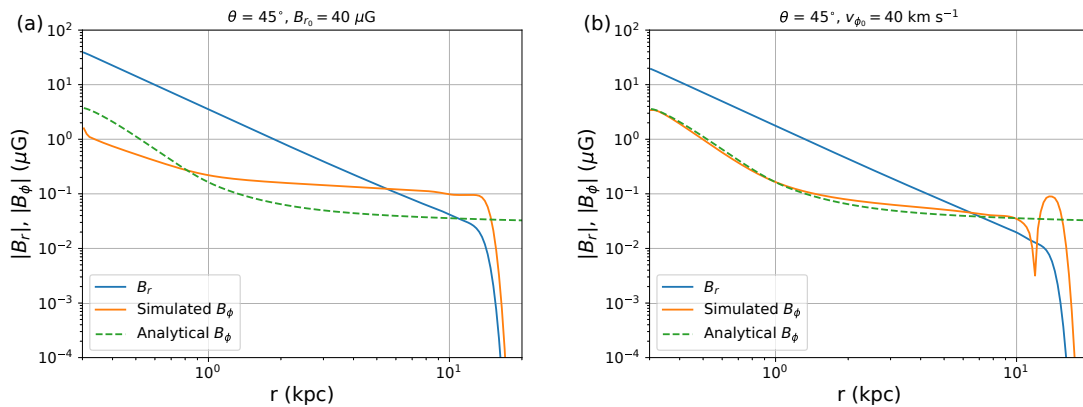 (a)
θ = 45°, B_{r_0} = 40 μG
|B_r|, |B_ϕ| (μG)
10^2
10^1
10^0
10^{-1}
10^{-2}
10^{-3}
10^{-4}
B_r
Simulated B_ϕ
Analytical B_ϕ
10^0
10^1
r (kpc)
(b)
θ = 45°, v_{ϕ_0} = 40 km s^{-1}
|B_r|, |B_ϕ| (μG)
10^2
10^1
10^0
10^{-1}
10^{-2}
10^{-3}
10^{-4}
B_r
Simulated B_ϕ
Analytical B_ϕ
10^0
10^1
r (kpc)